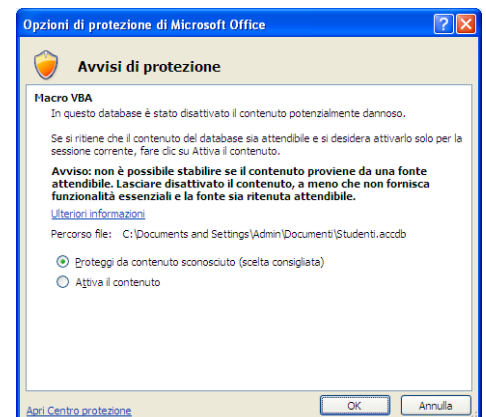 Opzioni di protezione di Microsoft Office
Avvisi di protezione
Macro VBA
In questo database è stato disattivato il contenuto potenzialmente dannoso.
Se si ritiene che il contenuto del database sia attendibile e si desidera attivarlo solo per la
sessione corrente, fare clic su Attiva il contenuto.
Avviso: non è possibile stabilire se il contenuto proviene da una fonte
attendibile. Lasciare disattivato il contenuto, a meno che non fornisca
funzionalità essenziali e la fonte sia ritenuta attendibile.
Ulteriori informazioni
Percorso file: C:\Documents and Settings\Admin\Documenti\Studenti.accdb
Proteggi da contenuto sconosciuto (scelta consigliata)
Attiva il contenuto
Apri Centro protezione
OK Annulla